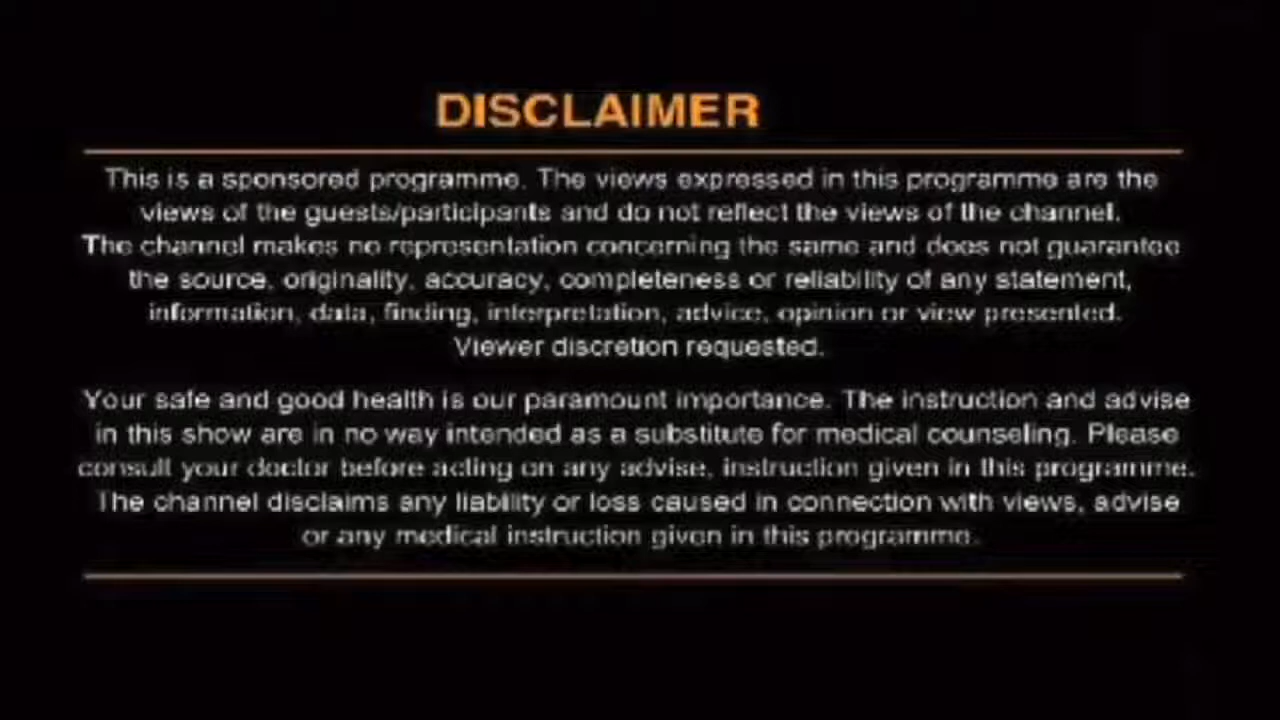 DISCLAIMER
This is a sponsored programme. The views expressed in this programme are the
views of the guests/participants and do not reflect the views of the channel.
The channel makes no representation concerning the same and does not guarantee
the source, originality, accuracy, completeness or reliability of any statement,
information, data, finding, interpretation, advice, opinion or view presented.
Viewer discretion requested.
Your safe and good health is our paramount importance. The instruction and advise
in this show are in no way intended as a substitute for medical counseling. Please
consult your doctor before acting on any advise, instruction given in this programme.
The channel disclaims any liability or loss caused in connection with views, advise
or any medical instruction given in this programme.